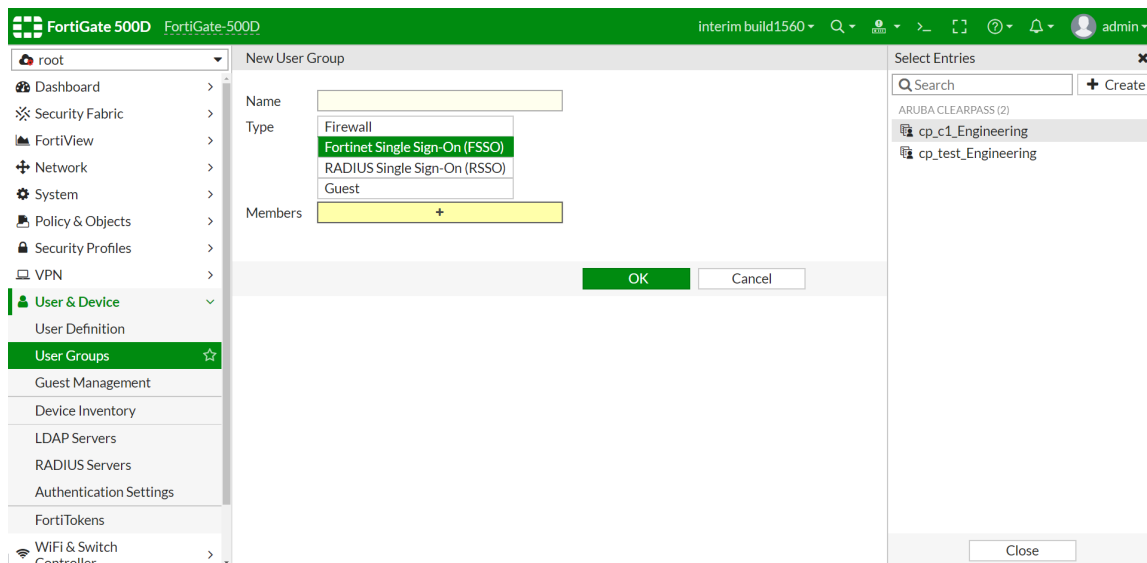 FortiGate 500D FortiGate-500D interim build1560 admin
root
Dashboard
Security Fabric
FortiView
Network
System
Policy & Objects
Security Profiles
VPN
User & Device
User Definition
User Groups
Guest Management
Device Inventory
LDAP Servers
RADIUS Servers
Authentication Settings
FortiTokens
WiFi & Switch
Controller
New User Group
Name
Type
Firewall
Fortinet Single Sign-On (FSSO)
RADIUS Single Sign-On (RSSO)
Guest
Members +
OK Cancel
Select Entries
Search + Create
ARUBA CLEARPASS (2)
cp_c1_Engineering
cp_test_Engineering
Close